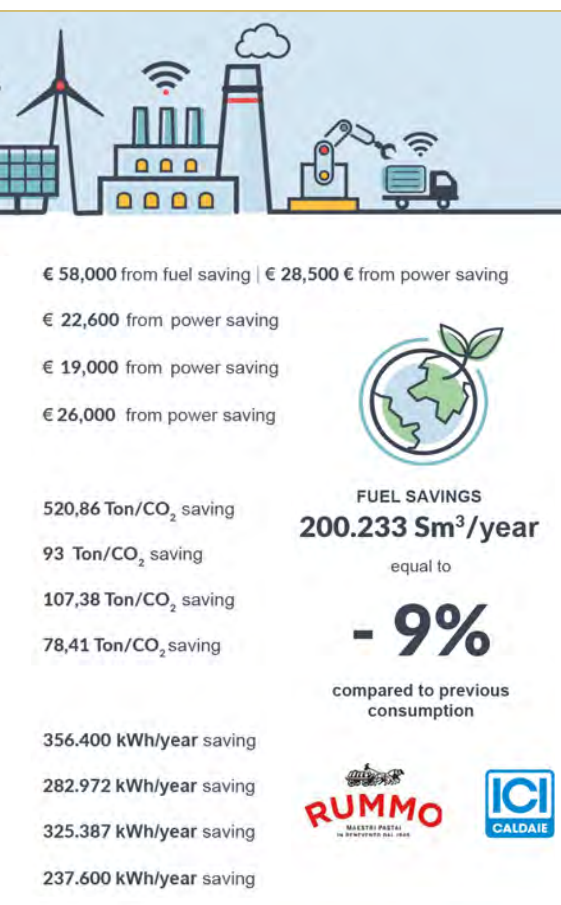 € 58,000 from fuel saving | € 28,500 € from power saving
€ 22,600 from power saving
€ 19,000 from power saving
€ 26,000 from power saving
520,86 Ton/CO₂ saving
93 Ton/CO₂ saving
107,38 Ton/CO₂ saving
78,41 Ton/CO₂ saving
356.400 kWh/year saving
282.972 kWh/year saving
325.387 kWh/year saving
237.600 kWh/year saving
FUEL SAVINGS
200.233 Sm³/year
equal to
- 9%
compared to previous
consumption
RUMMO
MAESTRI PASTAI
ICI
CALDAIE